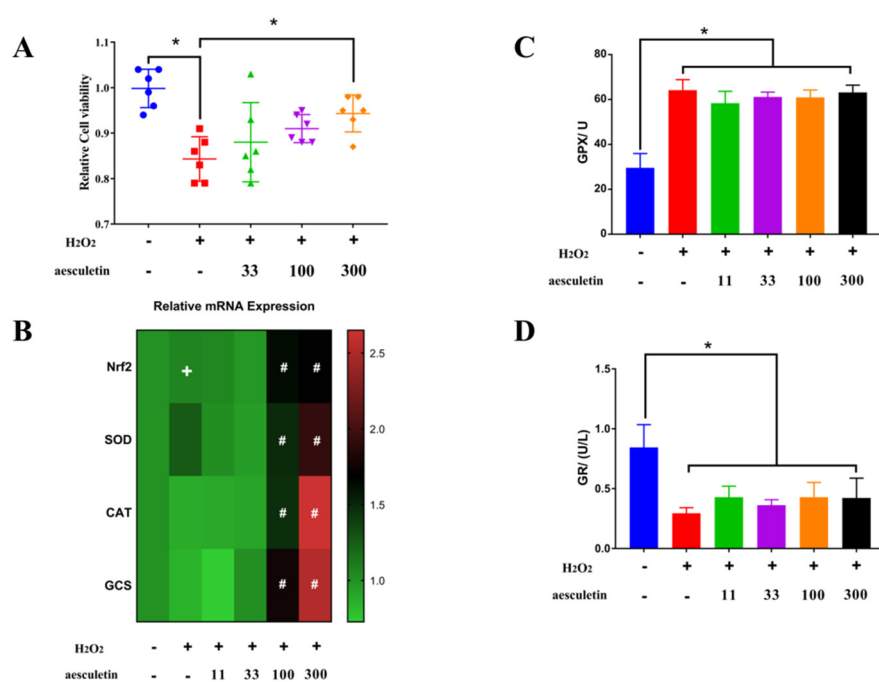 A
*
*
1.1
1.0
0.9
0.8
0.7
Relative Cell viability
H2O2 - + + + +
aesculetin - - 33 100 300
B
Relative mRNA Expression
Nrf2 + # #
SOD # #
CAT # #
GCS # #
2.5
2.0
1.5
1.0
H2O2 - + + + + +
aesculetin - - 11 33 100 300
C
*
80
60
40
20
0
GPX/ U
H2O2 - + + + + +
aesculetin - - 11 33 100 300
D
*
1.5
1.0
0.5
0.0
GR/ (U/L)
H2O2 - + + + + +
aesculetin - - 11 33 100 300